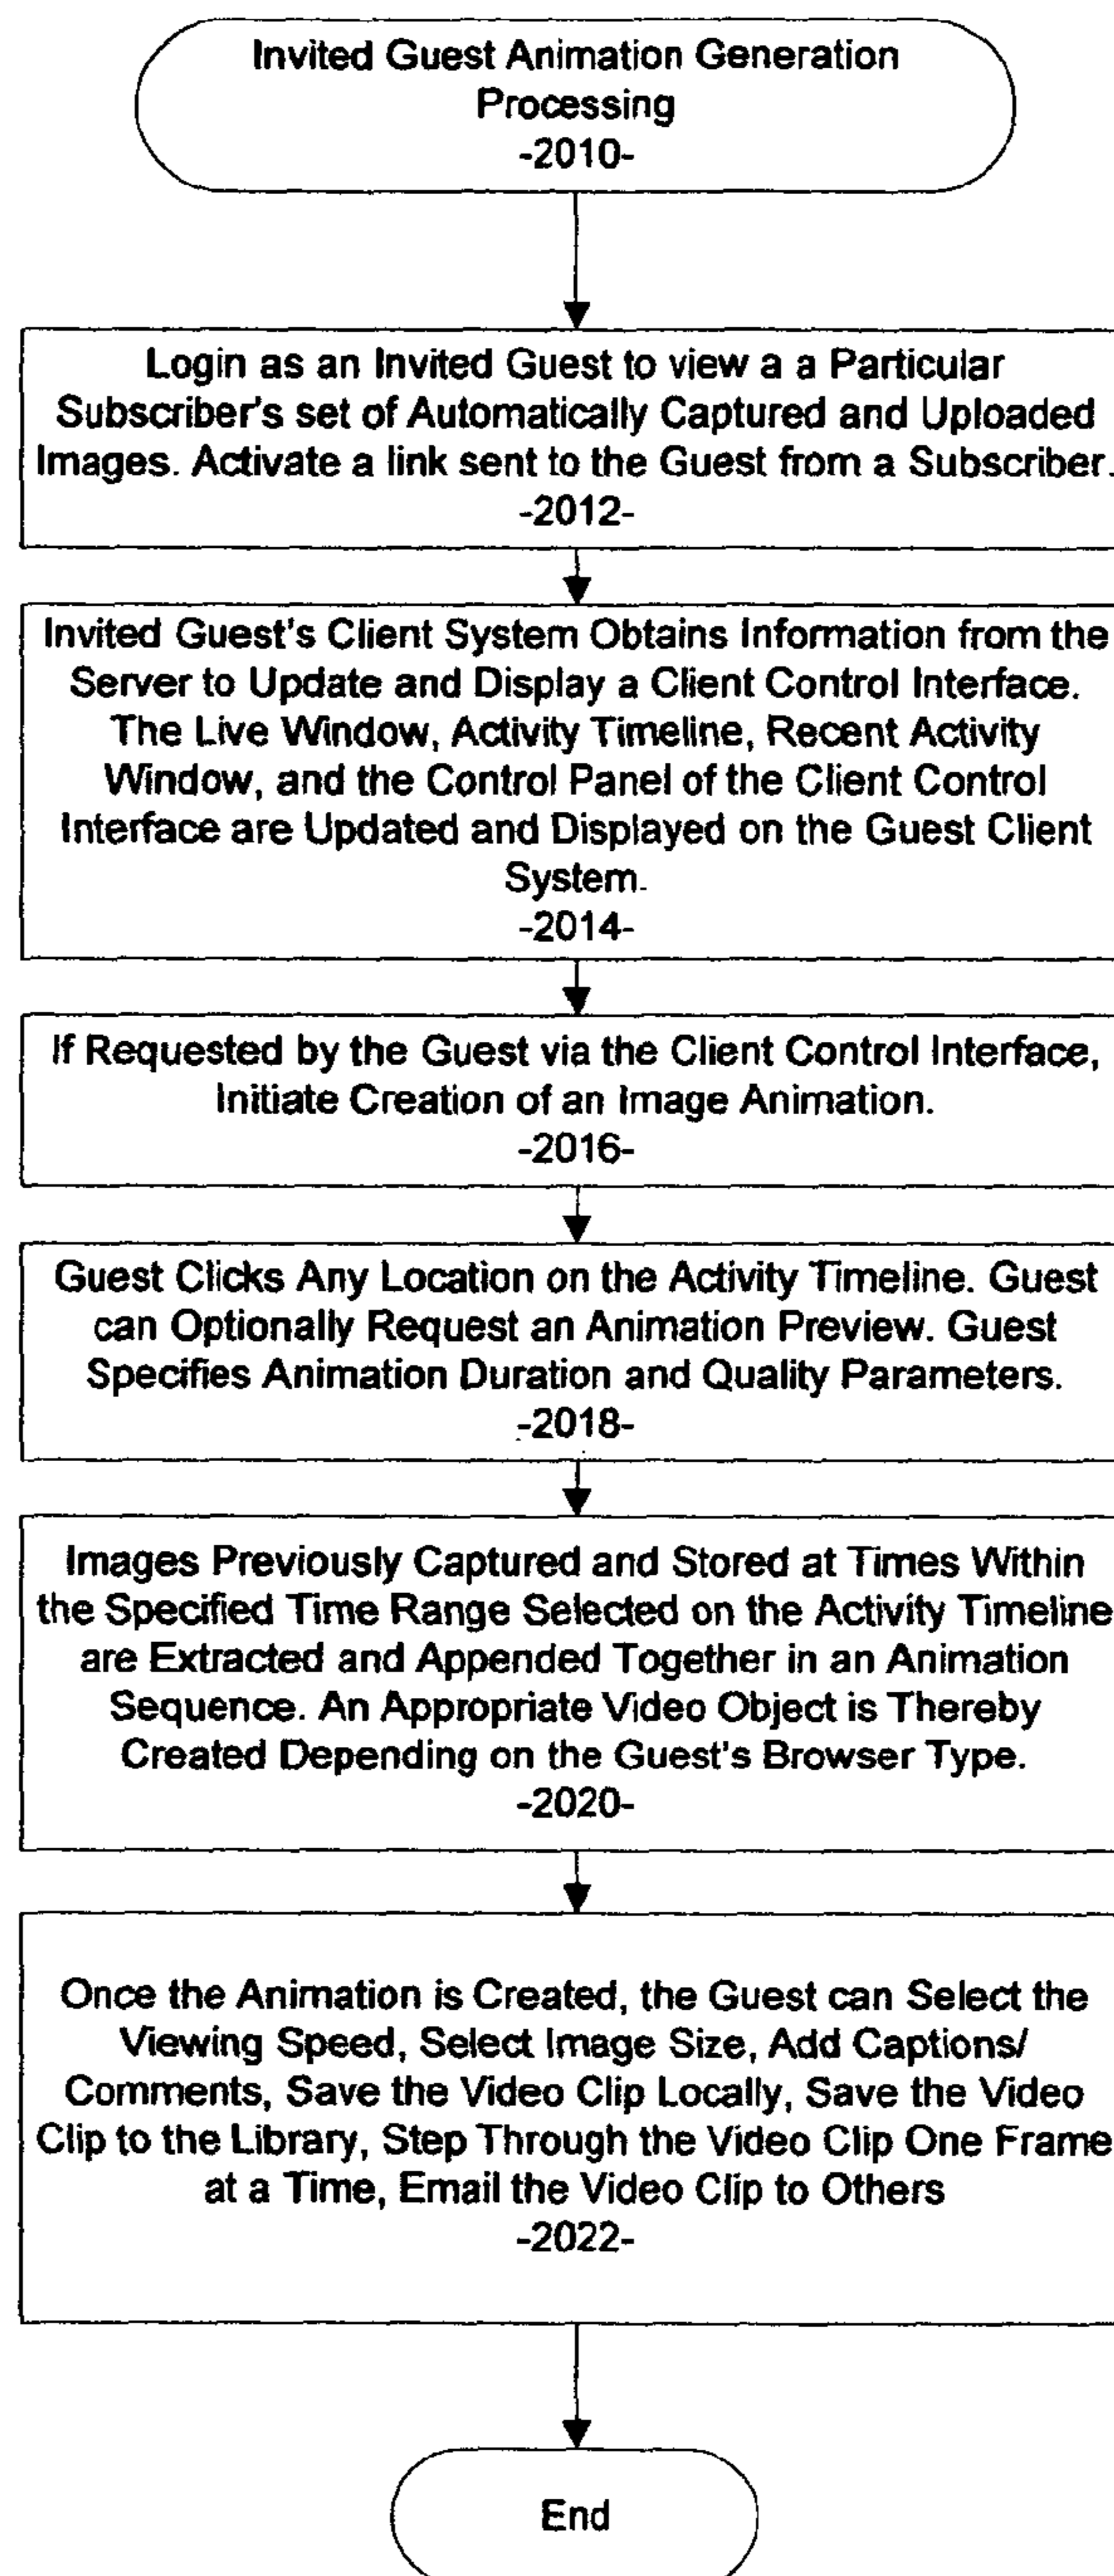 Invited Guest Animation Generation
Processing
-2010-
Login as an Invited Guest to view a a Particular
Subscriber's set of Automatically Captured and Uploaded
Images. Activate a link sent to the Guest from a Subscriber.
-2012-
Invited Guest's Client System Obtains Information from the
Server to Update and Display a Client Control Interface.
The Live Window, Activity Timeline, Recent Activity
Window, and the Control Panel of the Client Control
Interface are Updated and Displayed on the Guest Client
System.
-2014-
If Requested by the Guest via the Client Control Interface,
Initiate Creation of an Image Animation.
-2016-
Guest Clicks Any Location on the Activity Timeline. Guest
can Optionally Request an Animation Preview. Guest
Specifies Animation Duration and Quality Parameters.
-2018-
Images Previously Captured and Stored at Times Within
the Specified Time Range Selected on the Activity Timeline
are Extracted and Appended Together in an Animation
Sequence. An Appropriate Video Object is Thereby
Created Depending on the Guest's Browser Type.
-2020-
Once the Animation is Created, the Guest can Select the
Viewing Speed, Select Image Size, Add Captions/
Comments, Save the Video Clip Locally, Save the Video
Clip to the Library, Step Through the Video Clip One Frame
at a Time, Email the Video Clip to Others
-2022-
End